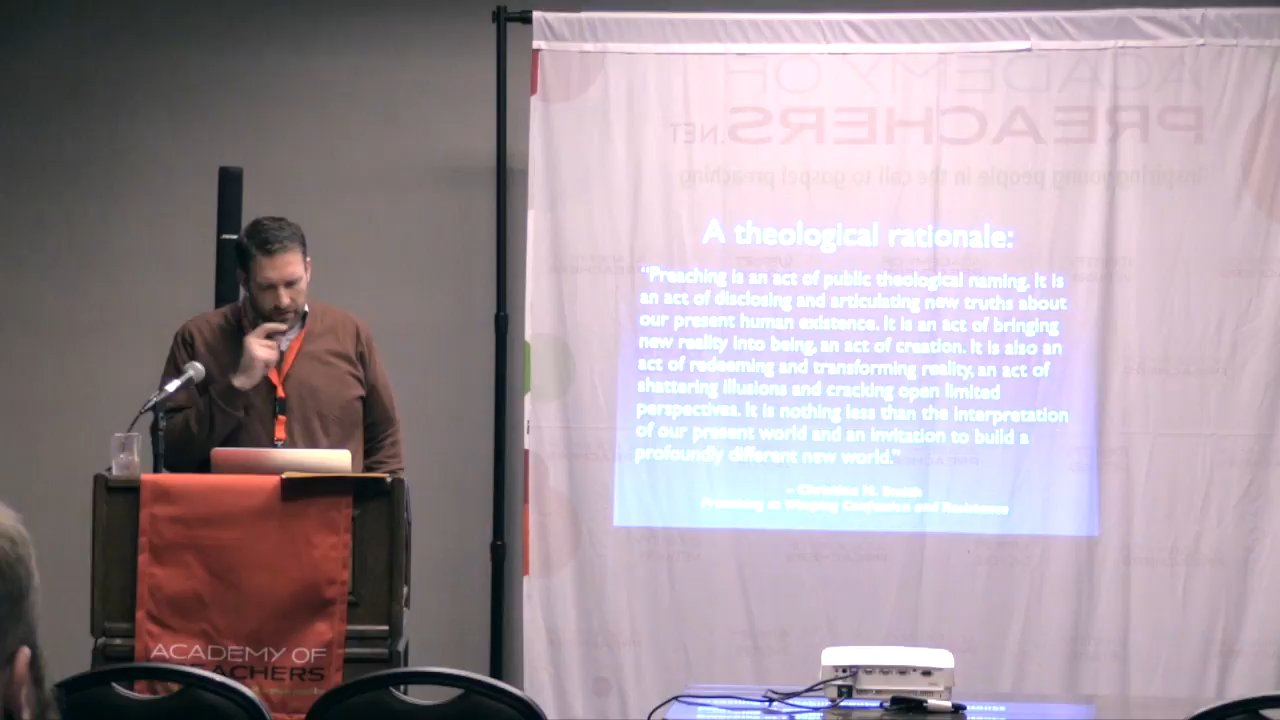 ACADEMY OF
PREACHERS.NET
inspiring young people in the call to gospel preaching
A theological rationale:
“Preaching is an act of public theological naming. It is
an act of disclosing and articulating new truths about
our present human existence. It is an act of bringing
new reality into being, an act of creation. It is also an
act of redeeming and transforming reality, an act of
shattering illusions and cracking open limited
perspectives. It is nothing less than the interpretation
of our present world and an invitation to build a
profoundly different new world.”
– Christine M. Smith
Preaching as Weeping Confession and Resistance
ACADEMY OF
PREACHERS